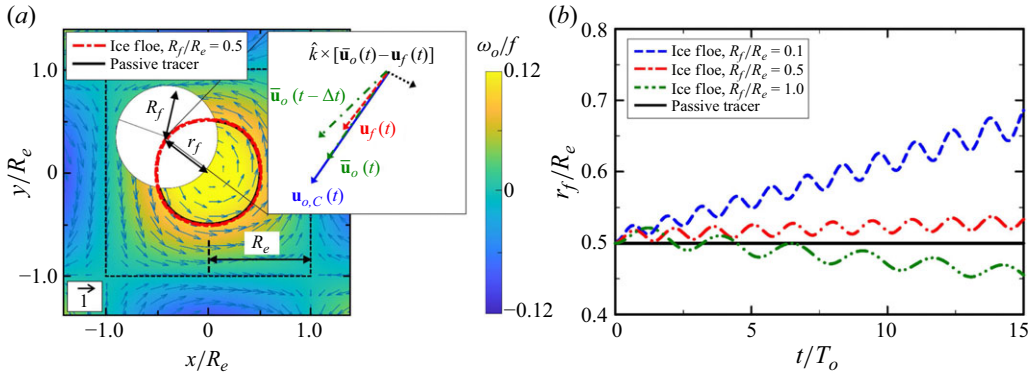 (a)
Ice floe, R_f/R_e = 0.5
Passive tracer
k̂ × [ū_o(t) − u_f(t)]
ū_o(t − Δt)
u_f(t)
ū_o(t)
u_{o,C}(t)
R_f
r_f
R_e
1
1.0
0
−1.0
y/R_e
−1.0
0
1.0
x/R_e
ω_o/f
0.12
0
−0.12
(b)
Ice floe, R_f/R_e = 0.1
Ice floe, R_f/R_e = 0.5
Ice floe, R_f/R_e = 1.0
Passive tracer
0.8
0.7
0.6
0.5
0.4
r_f/R_e
0
5
10
15
t/T_o